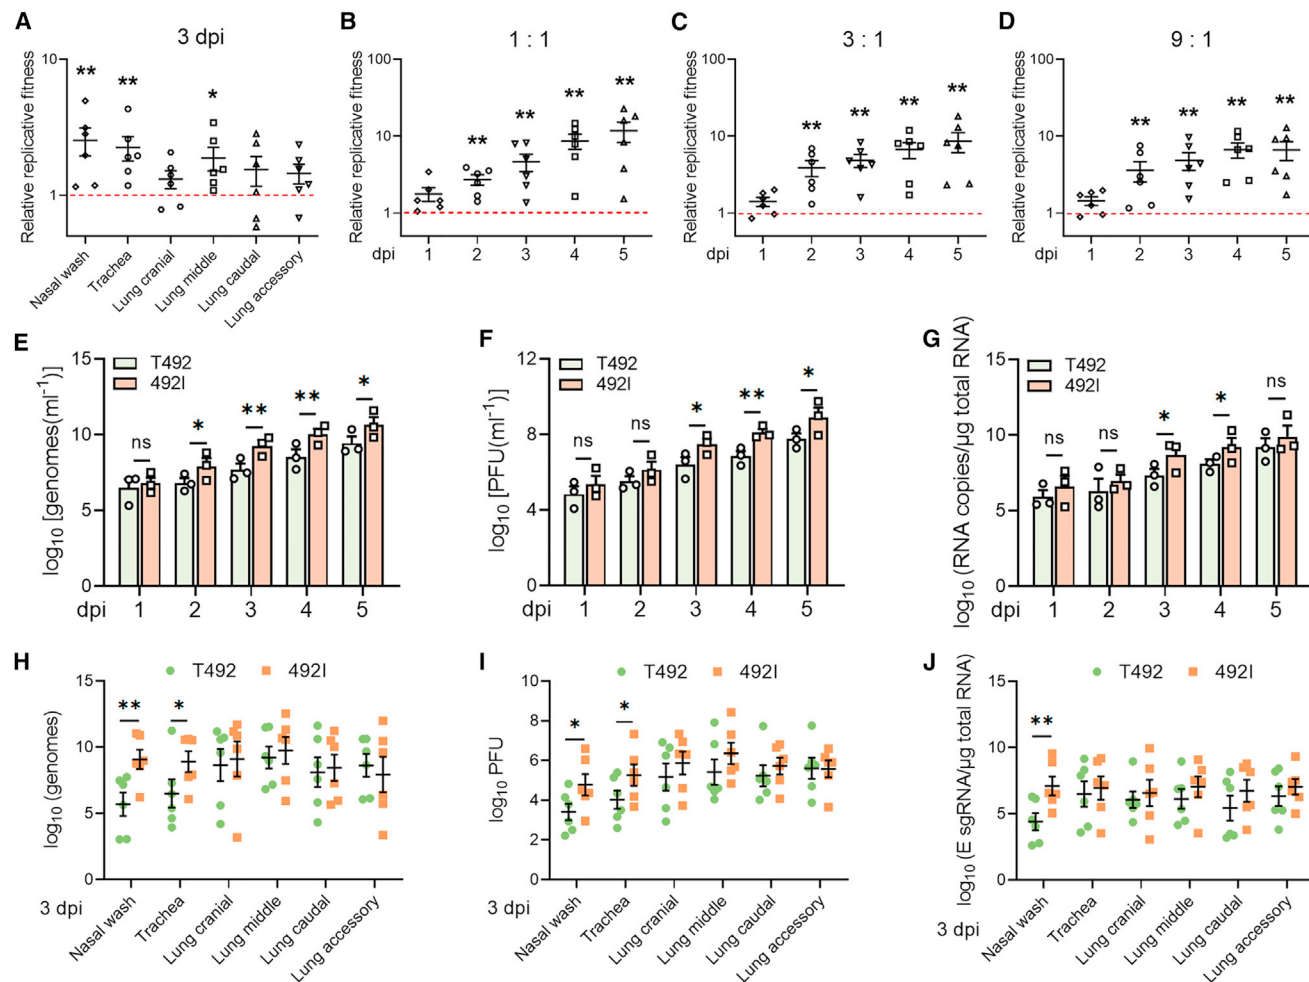 A
3 dpi
Relative replicative fitness
10
1
** ** *
Nasal wash
Trachea
Lung cranial
Lung middle
Lung caudal
Lung accessory
B
1 : 1
Relative replicative fitness
100
10
1
** ** ** **
dpi 1 2 3 4 5
C
3 : 1
Relative replicative fitness
100
10
1
** ** ** **
dpi 1 2 3 4 5
D
9 : 1
Relative replicative fitness
100
10
1
** ** ** **
dpi 1 2 3 4 5
E
T492
492I
log10 [genomes(ml-1)]
15
10
5
0
ns * ** ** *
dpi 1 2 3 4 5
F
T492
492I
log10 [PFU(ml-1)]
12
8
4
0
ns ns * ** *
dpi 1 2 3 4 5
G
T492
492I
log10 (RNA copies/µg total RNA)
15
10
5
0
ns ns * * ns
dpi 1 2 3 4 5
H
T492 492I
log10 (genomes)
15
10
5
0
** *
3 dpi
Nasal wash
Trachea
Lung cranial
Lung middle
Lung caudal
Lung accessory
I
T492 492I
log10 PFU
10
8
6
4
2
0
* *
3 dpi
Nasal wash
Trachea
Lung cranial
Lung middle
Lung caudal
Lung accessory
J
T492 492I
log10 (E sgRNA/µg total RNA)
15
10
5
0
**
3 dpi
Nasal wash
Trachea
Lung cranial
Lung middle
Lung caudal
Lung accessory